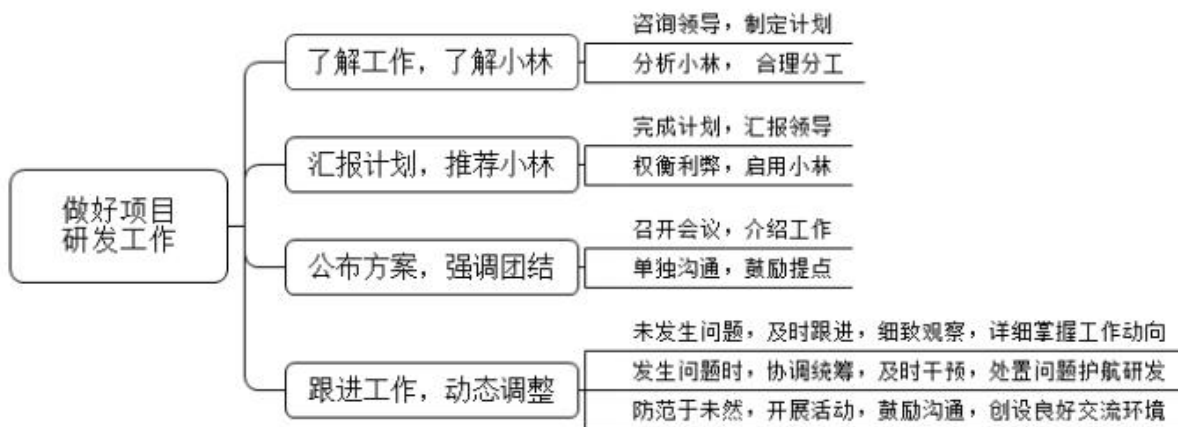 做好项目
研发工作
了解工作，了解小林
咨询领导，制定计划
分析小林， 合理分工
汇报计划，推荐小林
完成计划，汇报领导
权衡利弊，启用小林
公布方案，强调团结
召开会议，介绍工作
单独沟通，鼓励提点
跟进工作，动态调整
未发生问题，及时跟进，细致观察，详细掌握工作动向
发生问题时，协调统筹，及时干预，处置问题护航研发
防范于未然，开展活动，鼓励沟通，创设良好交流环境